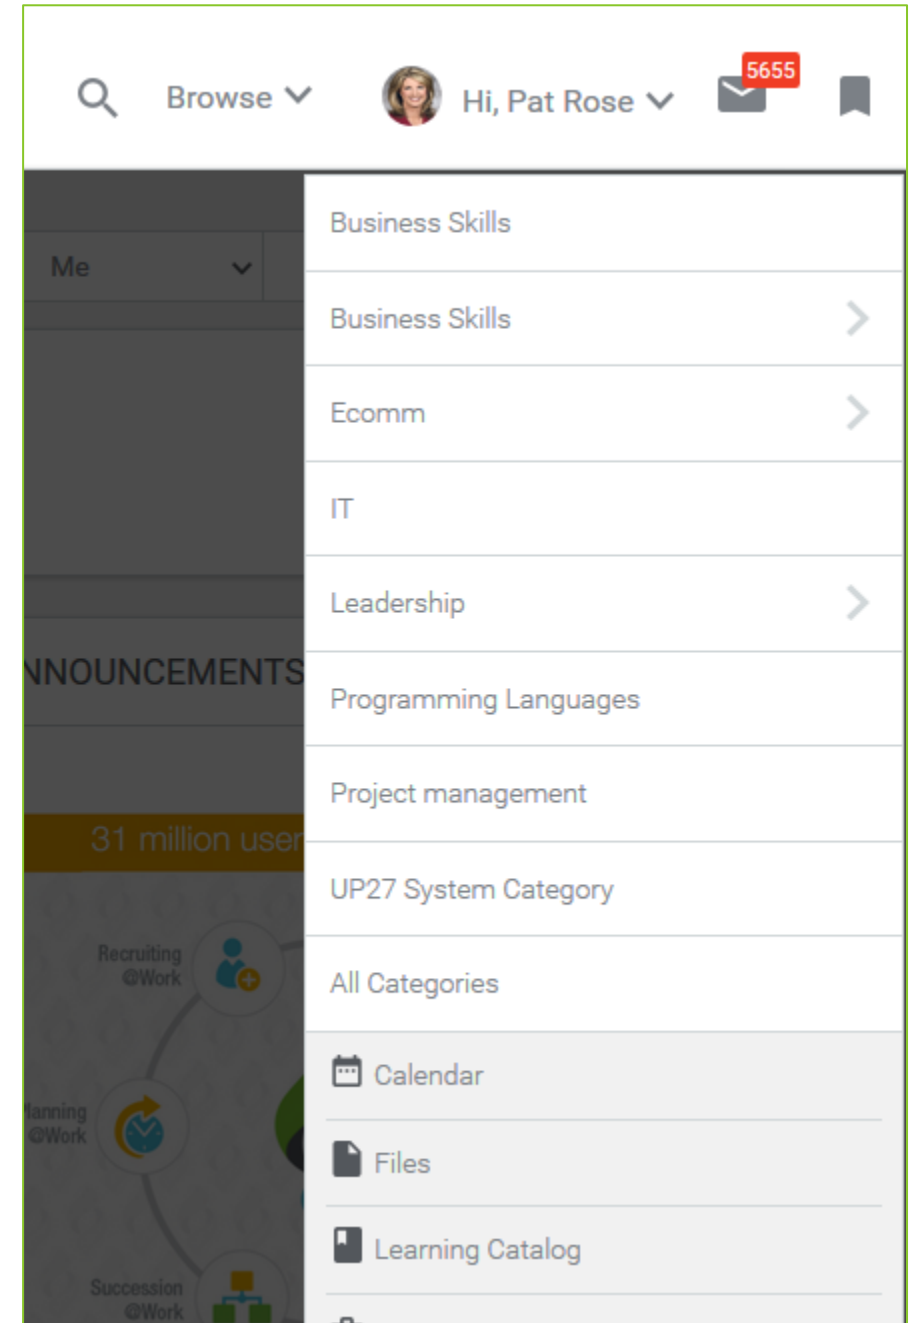 Browse
Hi, Pat Rose
5655
Me
Business Skills
Business Skills
Ecomm
IT
Leadership
NNOUNCEMENTS
Programming Languages
Project management
31 million user
UP27 System Category
Recruiting
@Work
All Categories
Calendar
lanning
@Work
Files
Learning Catalog
Succession
@Work